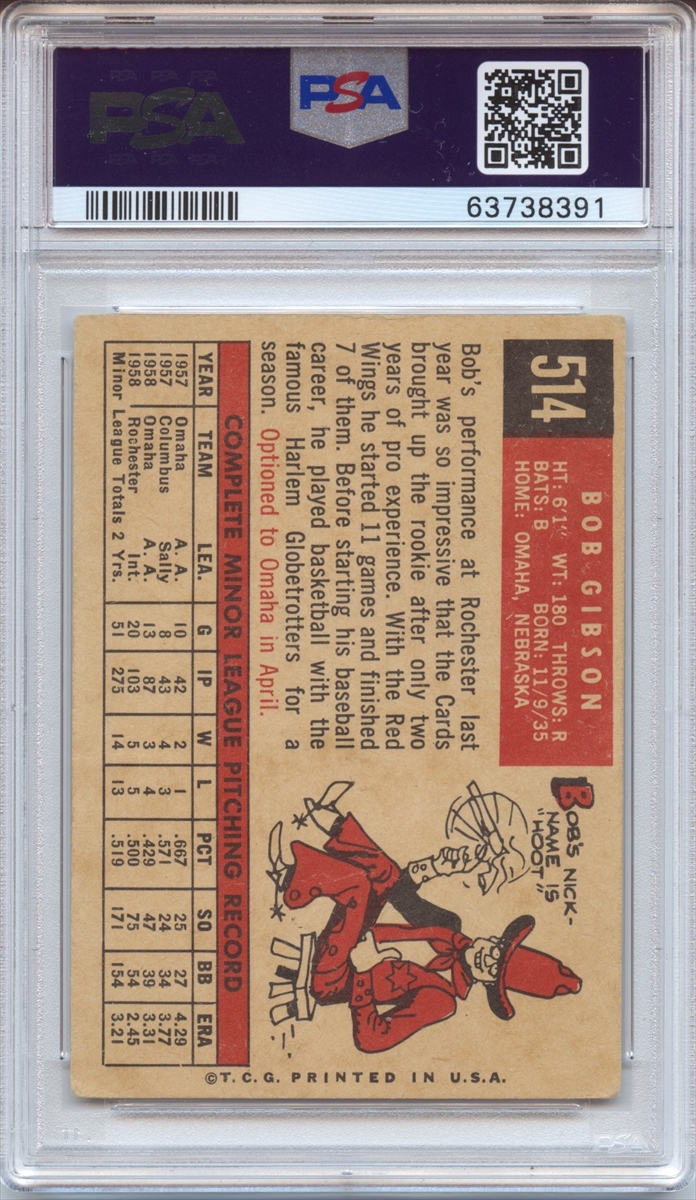 PSA PSA PSA
PSA
PSA PSA PSA
PSA
63738391
514
BOB GIBSON
HT: 6'1" WT: 180 THROWS: R
BATS: B BORN: 11/9/35
HOME: OMAHA, NEBRASKA
Bob's performance at Rochester last
year was so impressive that the Cards
brought up the rookie after only two
years of pro experience. With the Red
Wings he started 11 games and finished
7 of them. Before starting his baseball
career, he played basketball with the
famous Harlem Globetrotters for a
season. Optioned to Omaha in April.
BOB'S NICK-
NAME IS
"HOOT"
COMPLETE MINOR LEAGUE PITCHING RECORD
YEAR TEAM LEA. G IP W L PCT SO BB ERA
1957 Omaha A. A. 10 42 2 1 .667 25 27 4.29
1957 Columbus Sally 8 43 4 3 .571 24 34 3.77
1958 Omaha A. A. 13 87 3 4 .429 47 39 3.31
1958 Rochester Int. 20 103 5 5 .500 75 54 2.45
Minor League Totals 2 Yrs. 51 275 14 13 .519 171 154 3.21
©T.C.G. PRINTED IN U.S.A.
PSA